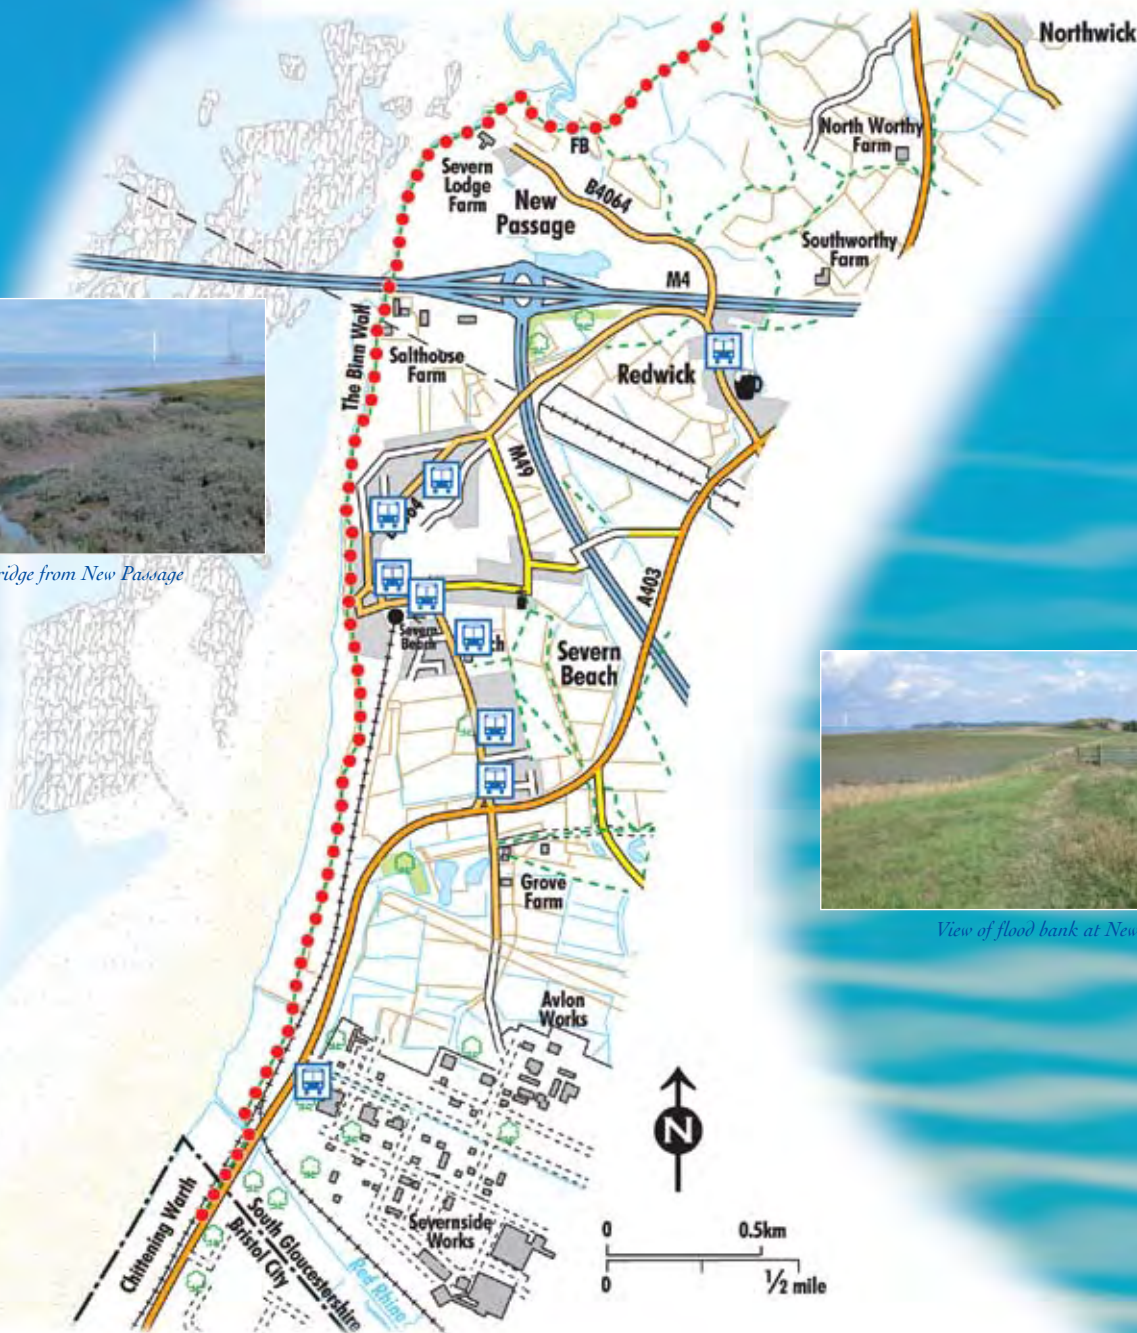 Northwick
North Worthy
Farm
FB
Severn
Lodge
Farm
New
Passage
B4064
Southworthy
Farm
M4
The Binn Wall
Salthouse
Farm
Redwick
M49
ridge from New Passage
A403
Severn
Beach
Severn
Beach
View of flood bank at New
Grove
Farm
Avlon
Works
N
Chittening Warth
South Gloucestershire
Bristol City
Severnside
Works
Red Rhine
0 0.5km
0 1/2 mile